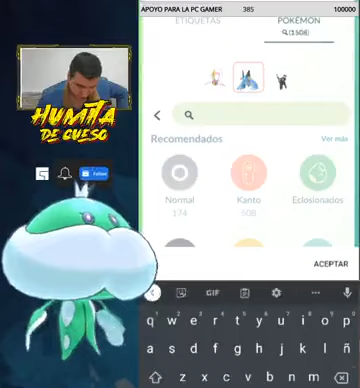 APOYO PARA LA PC GAMER 385 100000
ETIQUETAS POKÉMON
(1508)
HUMITA
DE QUESO
Follow
Recomendados Ver más
Normal Kanto Eclosionados
174 508
ACEPTAR
GIF
q w e r t y u i o p
a s d f g h j k l ñ
z x c v b n m